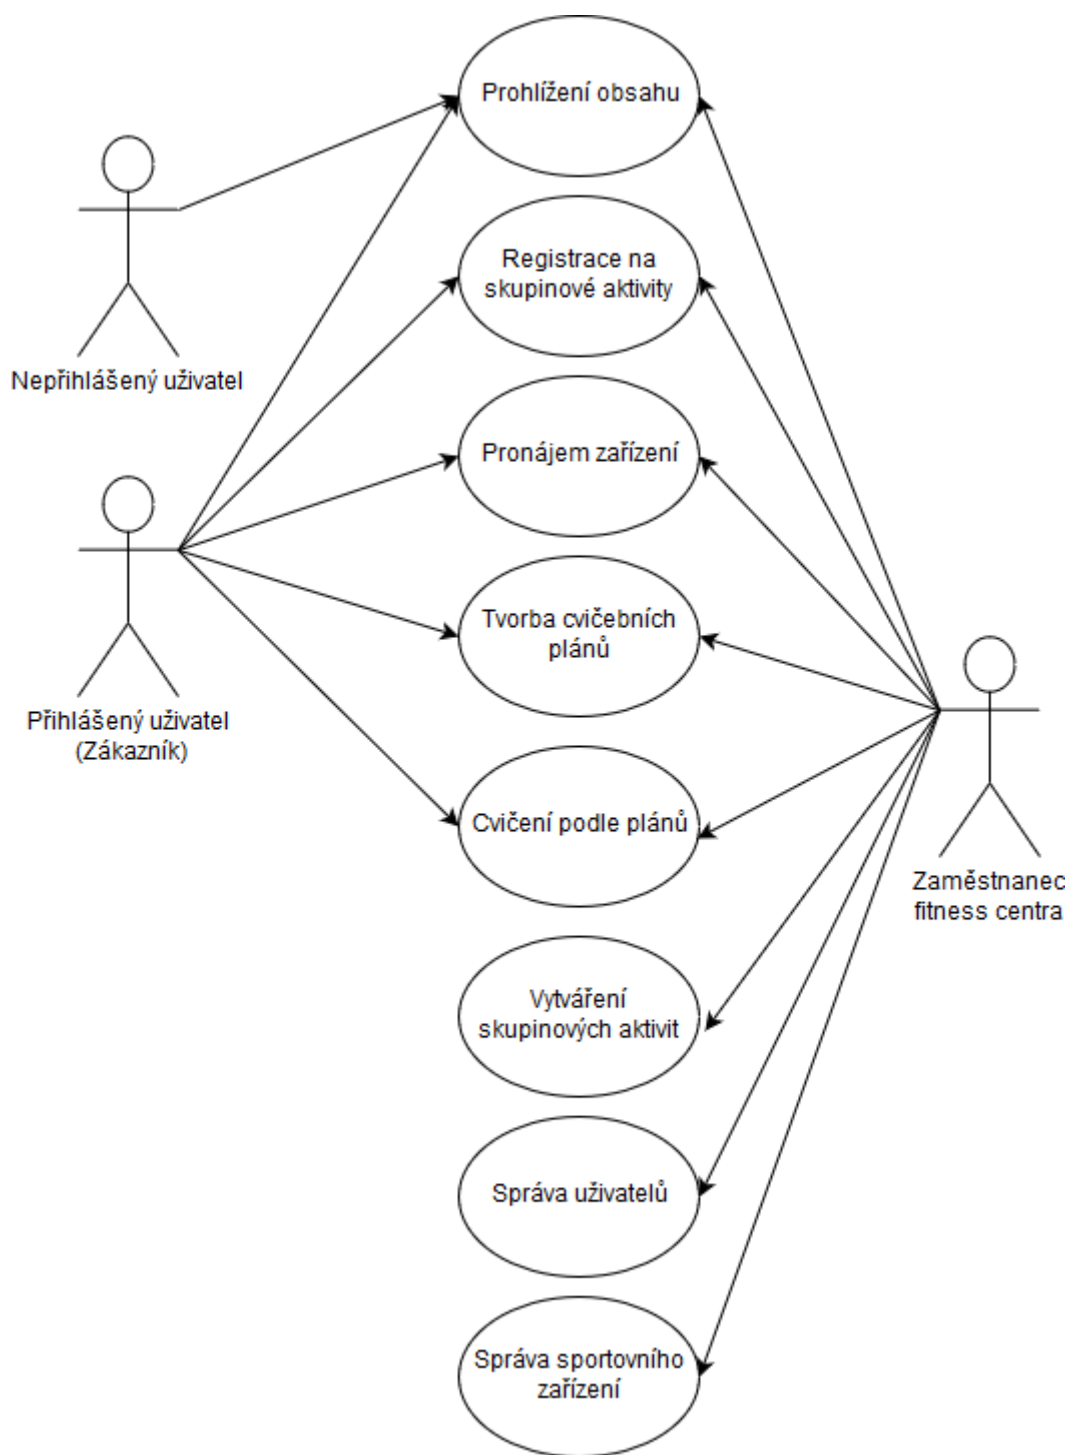 Prohlížení obsahu
Registrace na
skupinové aktivity
Nepřihlášený uživatel
Pronájem zařízení
Tvorba cvičebních
plánů
Přihlášený uživatel
(Zákazník)
Cvičení podle plánů
Zaměstnanec
fitness centra
Vytváření
skupinových aktivit
Správa uživatelů
Správa sportovního
zařízení